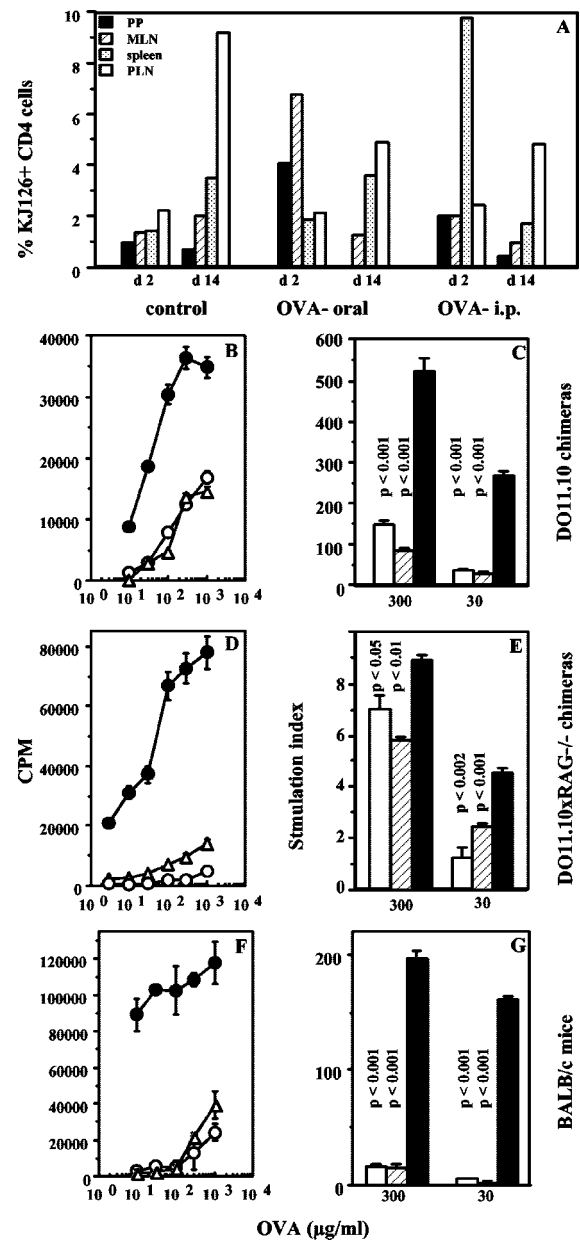 A
% KJ126+ CD4 cells
10
8
6
4
2
0
PP
MLN
spleen
PLN
d 2 d 14 d 2 d 14 d 2 d 14
control OVA- oral OVA- i.p.
B
40000
30000
20000
10000
0
10 0 10 1 10 2 10 3 10 4
C
600
500
400
300
200
100
0
p < 0.001
p < 0.001
p < 0.001
p < 0.001
300 30
DO11.10 chimeras
D
CPM
80000
60000
40000
20000
0
10 0 10 1 10 2 10 3 10 4
E
Stmulation index
8
6
4
2
0
p < 0.05
p < 0.01
p < 0.002
p < 0.001
300 30
DO11.10xRAG-/- chimeras
F
120000
100000
80000
60000
40000
20000
0
10 0 10 1 10 2 10 3 10 4
G
200
100
0
p < 0.001
p < 0.001
p < 0.001
p < 0.001
300 30
BALB/c mice
OVA (µg/ml)